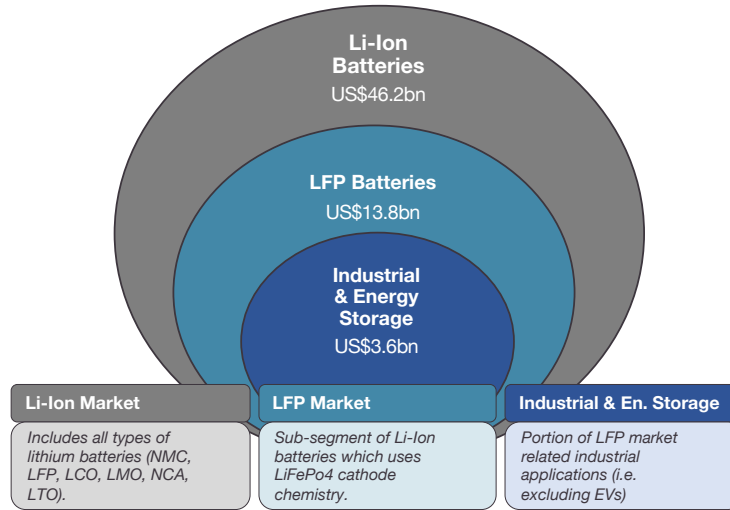 Li-Ion
Batteries
US$46.2bn
LFP Batteries
US$13.8bn
Industrial
& Energy
Storage
US$3.6bn
Li-Ion Market
Includes all types of
lithium batteries (NMC,
LFP, LCO, LMO, NCA,
LTO).
LFP Market
Sub-segment of Li-Ion
batteries which uses
LiFePo4 cathode
chemistry.
Industrial & En. Storage
Portion of LFP market
related industrial
applications (i.e.
excluding EVs)